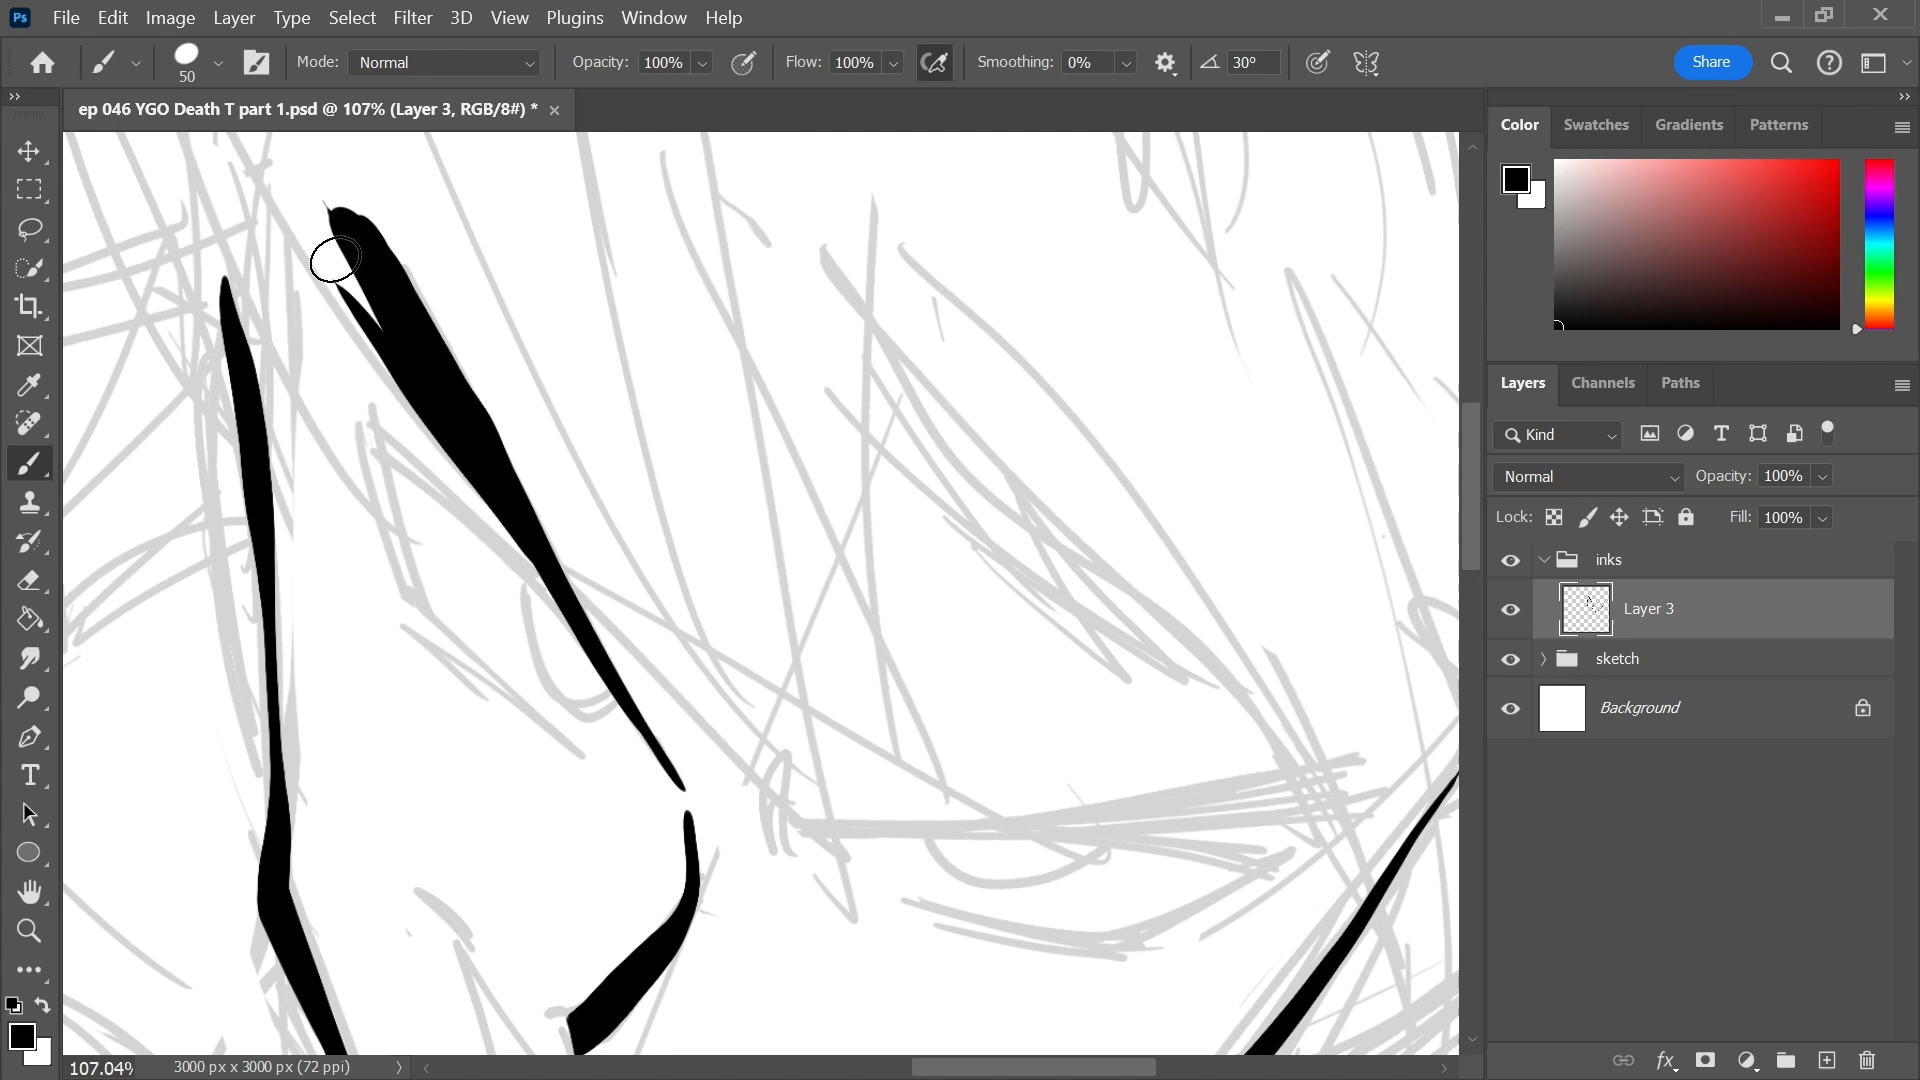 Ps File Edit Image Layer Type Select Filter 3D View Plugins Window Help
50 Mode: Normal Opacity: 100% Flow: 100% Smoothing: 0% 30° Share
ep 046 YGO Death T part 1.psd @ 107% (Layer 3, RGB/8#) *
Color Swatches Gradients Patterns
Layers Channels Paths
Kind
Normal Opacity: 100%
Lock: Fill: 100%
inks
Layer 3
sketch
Background
107.04% 3000 px x 3000 px (72 ppi)